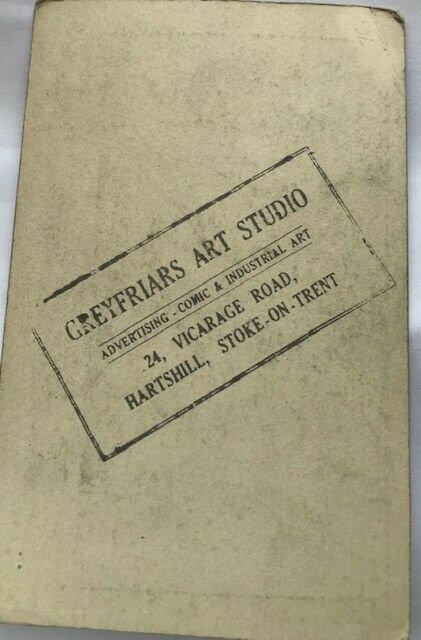 GREYFRIARS ART STUDIO
ADVERTISING - COMIC & INDUSTRIAL ART
24, VICARAGE ROAD,
HARTSHILL, STOKE-ON-TRENT